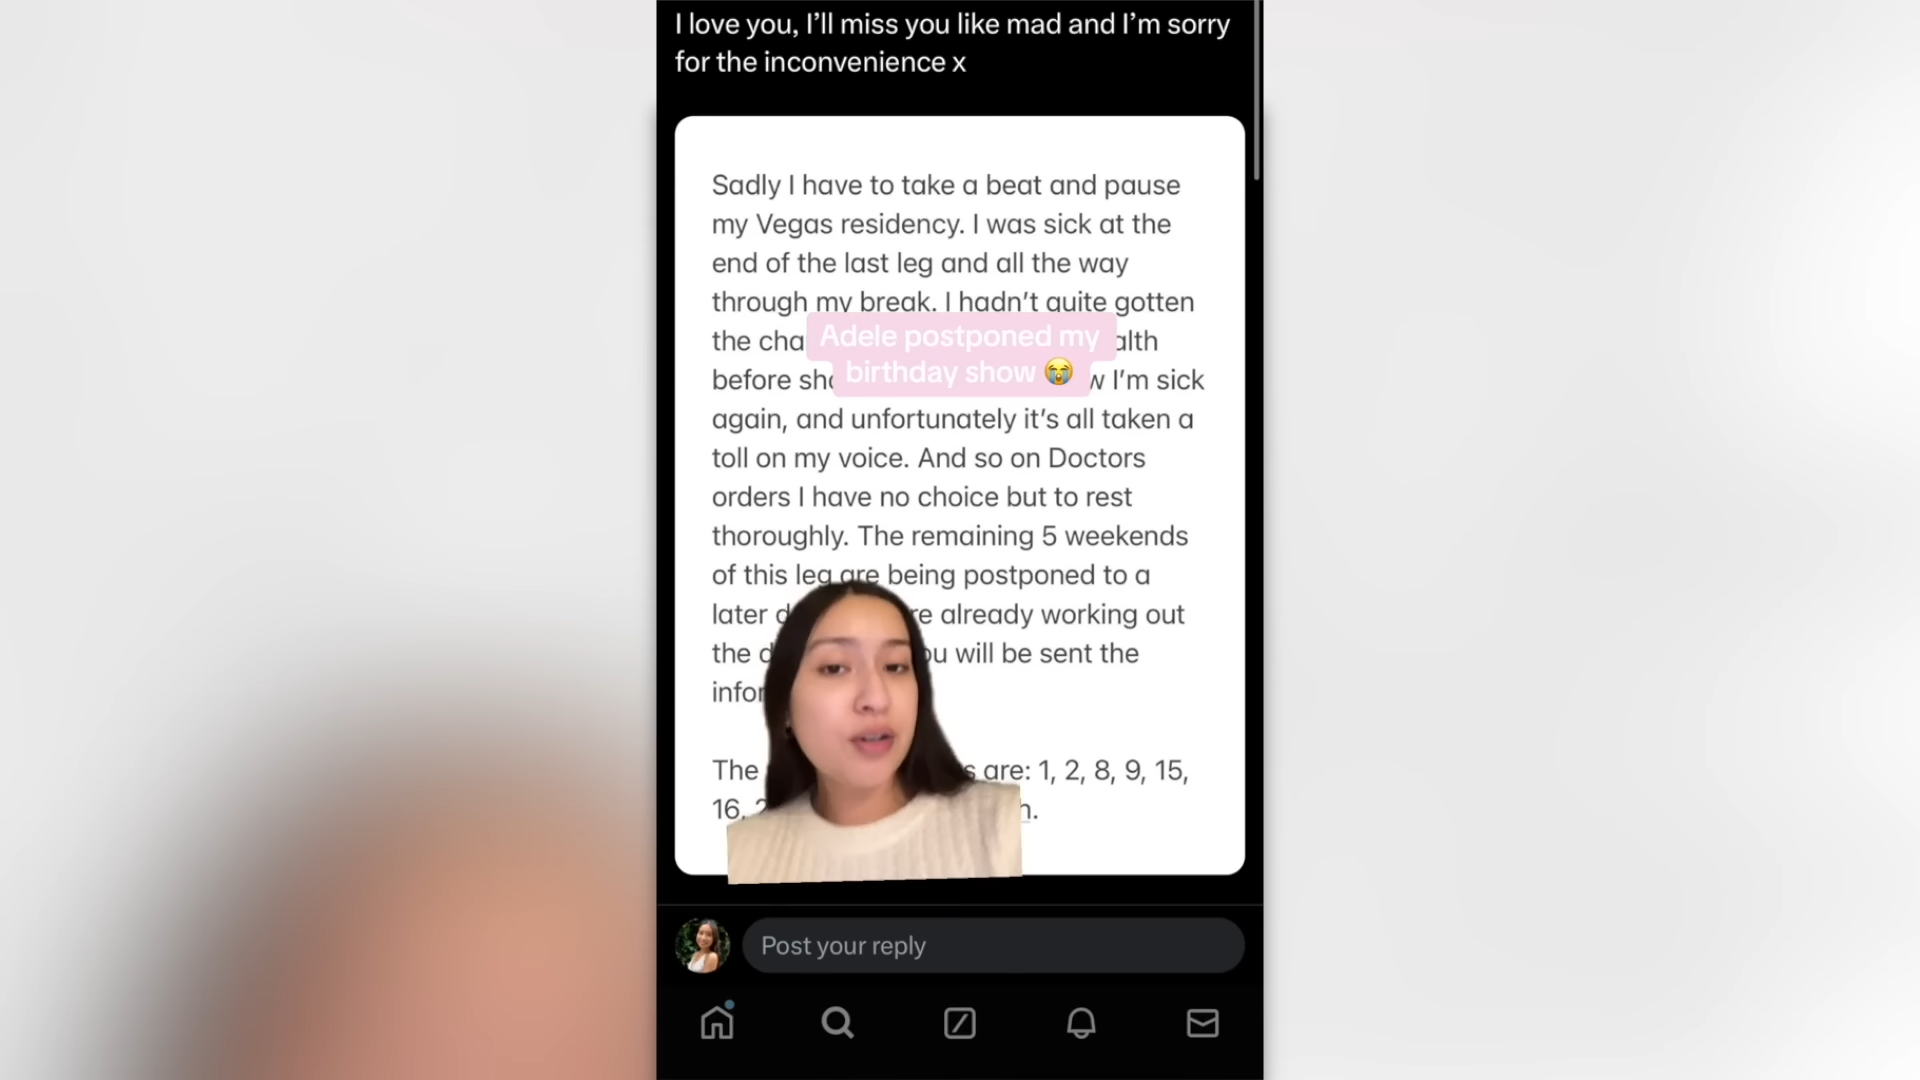 I love you, I’ll miss you like mad and I’m sorry
for the inconvenience x
Sadly I have to take a beat and pause
my Vegas residency. I was sick at the
end of the last leg and all the way
through my break. I hadn’t quite gotten
the alth
Adele postponed my
birthday show 😭
before I’m sick
again, and unfortunately it’s all taken a
toll on my voice. And so on Doctors
orders I have no choice but to rest
thoroughly. The remaining 5 weekends
of this leg are being postponed to a
later already working out
the will be sent the
The are: 1, 2, 8, 9, 15,
16,
Post your reply